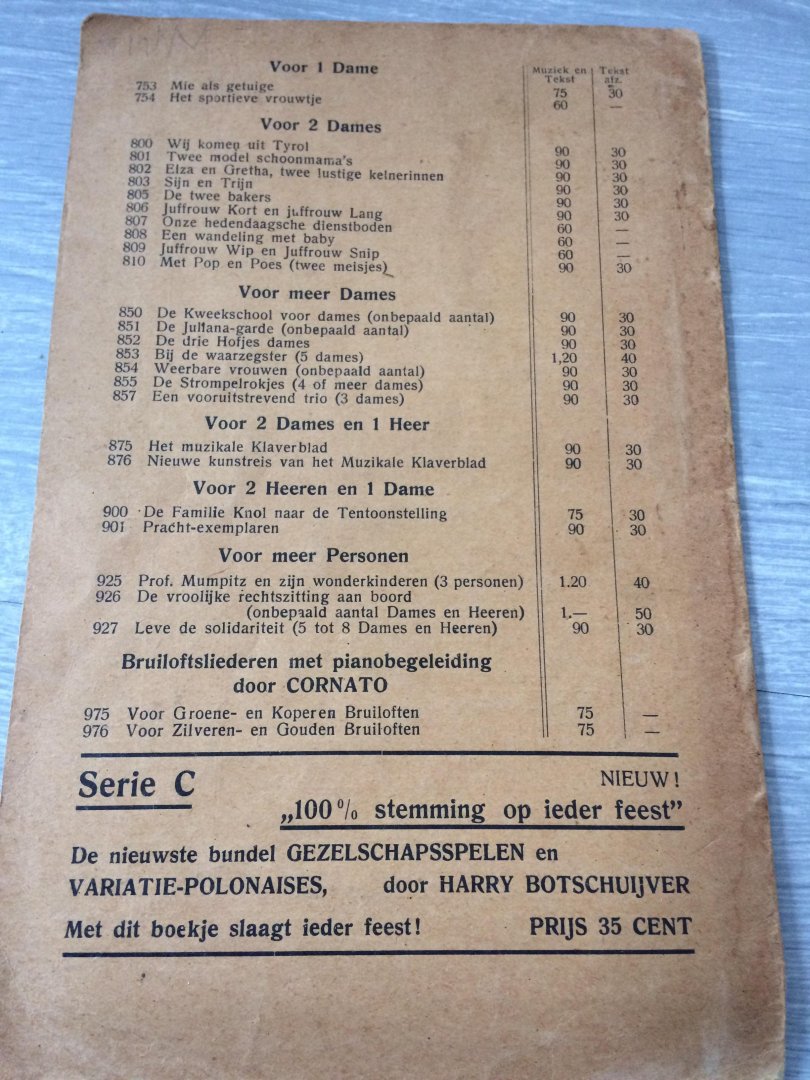 Muziek en Tekst
Tekst afz.
Voor 1 Dame
753 Mie als getuige 75 30
754 Het sportieve vrouwtje 60 —
Voor 2 Dames
800 Wij komen uit Tyrol 90 30
801 Twee model schoonmama's 90 30
802 Elza en Gretha, twee lustige kelnerinnen 90 30
803 Sijn en Trijn 90 30
805 De twee bakers 90 30
806 Juffrouw Kort en juffrouw Lang 90 30
807 Onze hedendaagsche dienstboden 60 —
808 Een wandeling met baby 60 —
809 Juffrouw Wip en Juffrouw Snip 60 —
810 Met Pop en Poes (twee meisjes) 90 30
Voor meer Dames
850 De Kweekschool voor dames (onbepaald aantal) 90 30
851 De Juliana-garde (onbepaald aantal) 90 30
852 De drie Hofjes dames 90 30
853 Bij de waarzegster (5 dames) 1,20 40
854 Weerbare vrouwen (onbepaald aantal) 90 30
855 De Strompelrokjes (4 of meer dames) 90 30
857 Een vooruitstrevend trio (3 dames) 90 30
Voor 2 Dames en 1 Heer
875 Het muzikale Klaverblad 90 30
876 Nieuwe kunstreis van het Muzikale Klaverblad 90 30
Voor 2 Heeren en 1 Dame
900 De Familie Knol naar de Tentoonstelling 75 30
901 Pracht-exemplaren 90 30
Voor meer Personen
925 Prof. Mumpitz en zijn wonderkinderen (3 personen) 1.20 40
926 De vroolijke rechtszitting aan boord
(onbepaald aantal Dames en Heeren) 1.— 50
927 Leve de solidariteit (5 tot 8 Dames en Heeren) 90 30
Bruiloftsliederen met pianobegeleiding
door CORNATO
975 Voor Groene- en Koperen Bruiloften 75 —
976 Voor Zilveren- en Gouden Bruiloften 75 —
Serie C NIEUW!
„100% stemming op ieder feest”
De nieuwste bundel GEZELSCHAPSSPELEN en
VARIATIE-POLONAISES, door HARRY BOTSCHUIJVER
Met dit boekje slaagt ieder feest! PRIJS 35 CENT